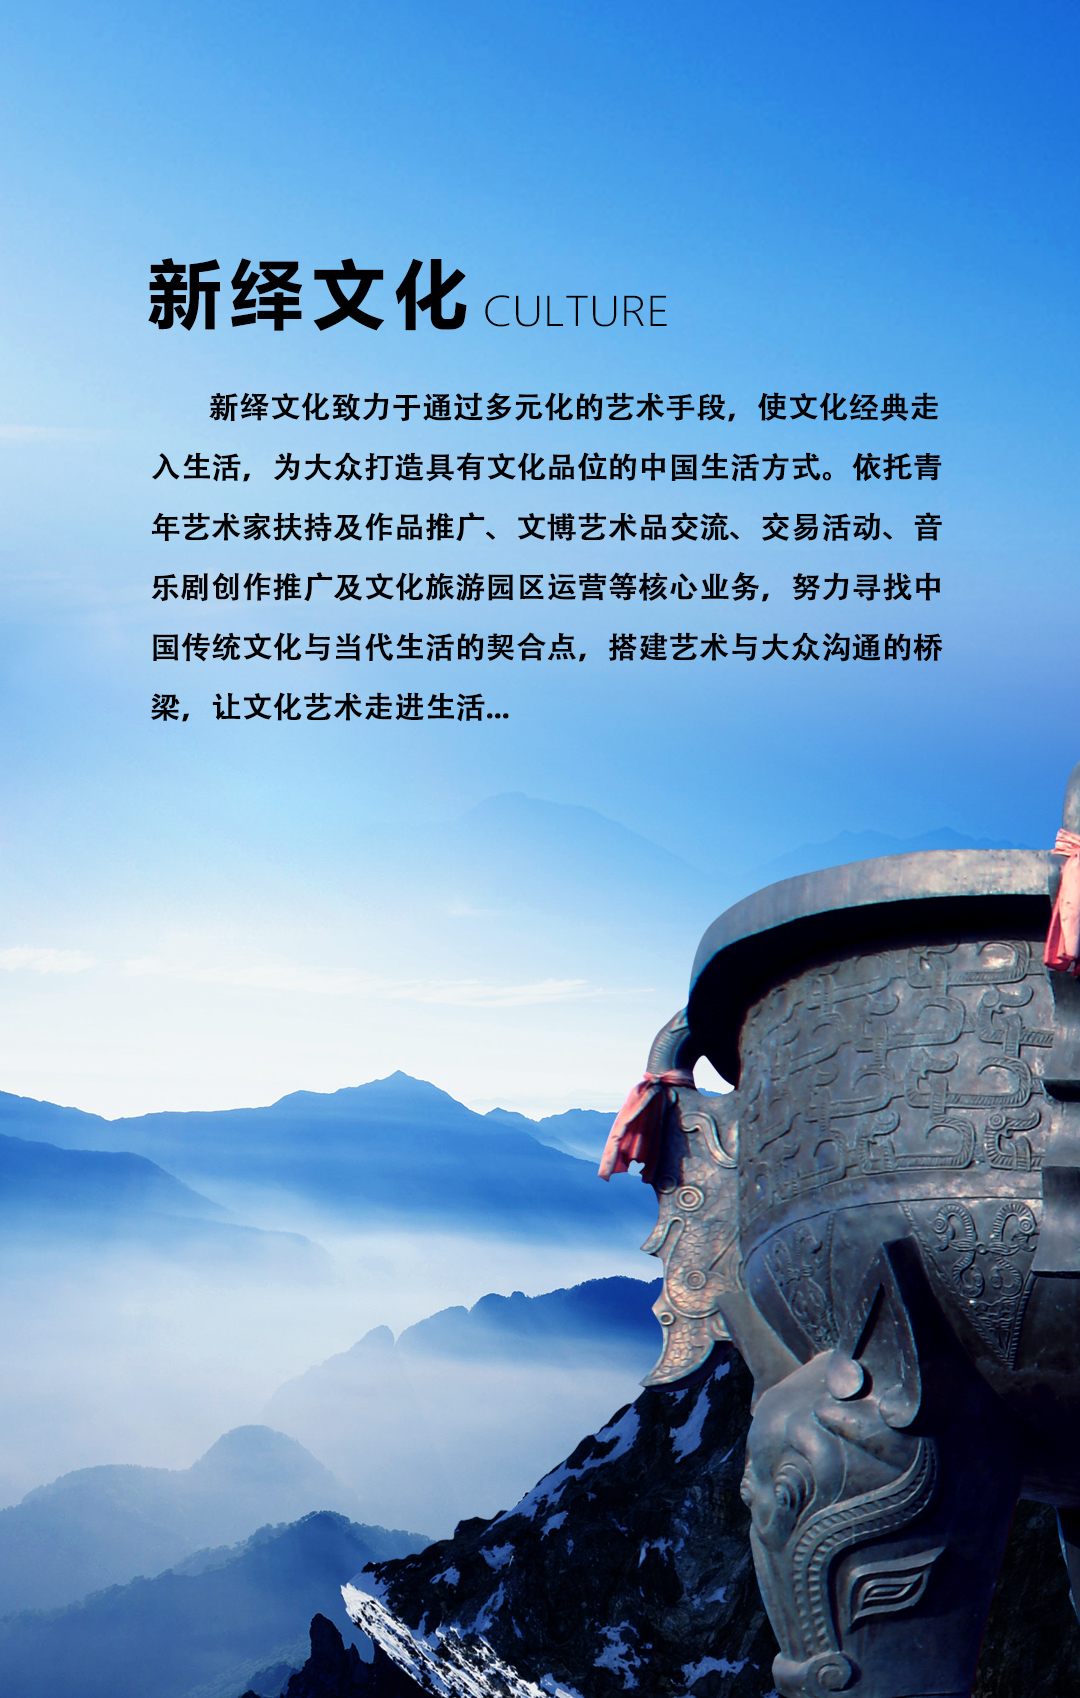 新绎文化 CULTURE
新绎文化致力于通过多元化的艺术手段，使文化经典走
入生活，为大众打造具有文化品位的中国生活方式。依托青
年艺术家扶持及作品推广、文博艺术品交流、交易活动、音
乐剧创作推广及文化旅游园区运营等核心业务，努力寻找中
国传统文化与当代生活的契合点，搭建艺术与大众沟通的桥
梁，让文化艺术走进生活...